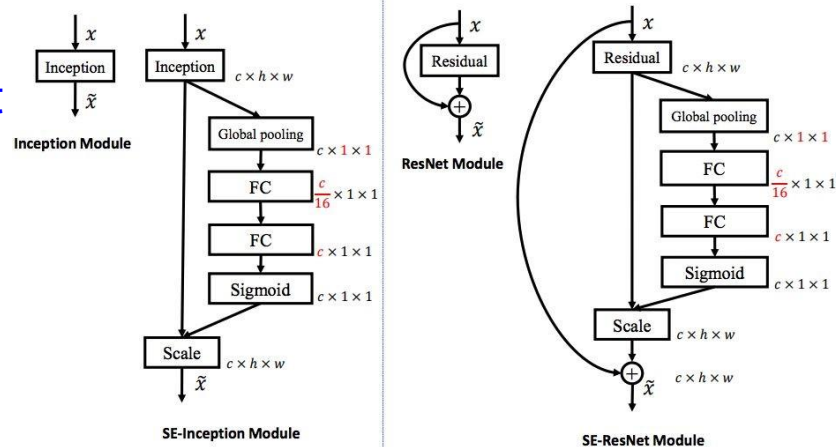 x
Inception
x̃
Inception Module
x
Inception
c × h × w
Global pooling
c × 1 × 1
FC
c/16 × 1 × 1
FC
c × 1 × 1
Sigmoid
c × 1 × 1
Scale
c × h × w
x̃
SE-Inception Module
x
Residual
+
x̃
ResNet Module
x
Residual
c × h × w
Global pooling
c × 1 × 1
FC
c/16 × 1 × 1
FC
c × 1 × 1
Sigmoid
c × 1 × 1
Scale
c × h × w
+
c × h × w
x̃
SE-ResNet Module